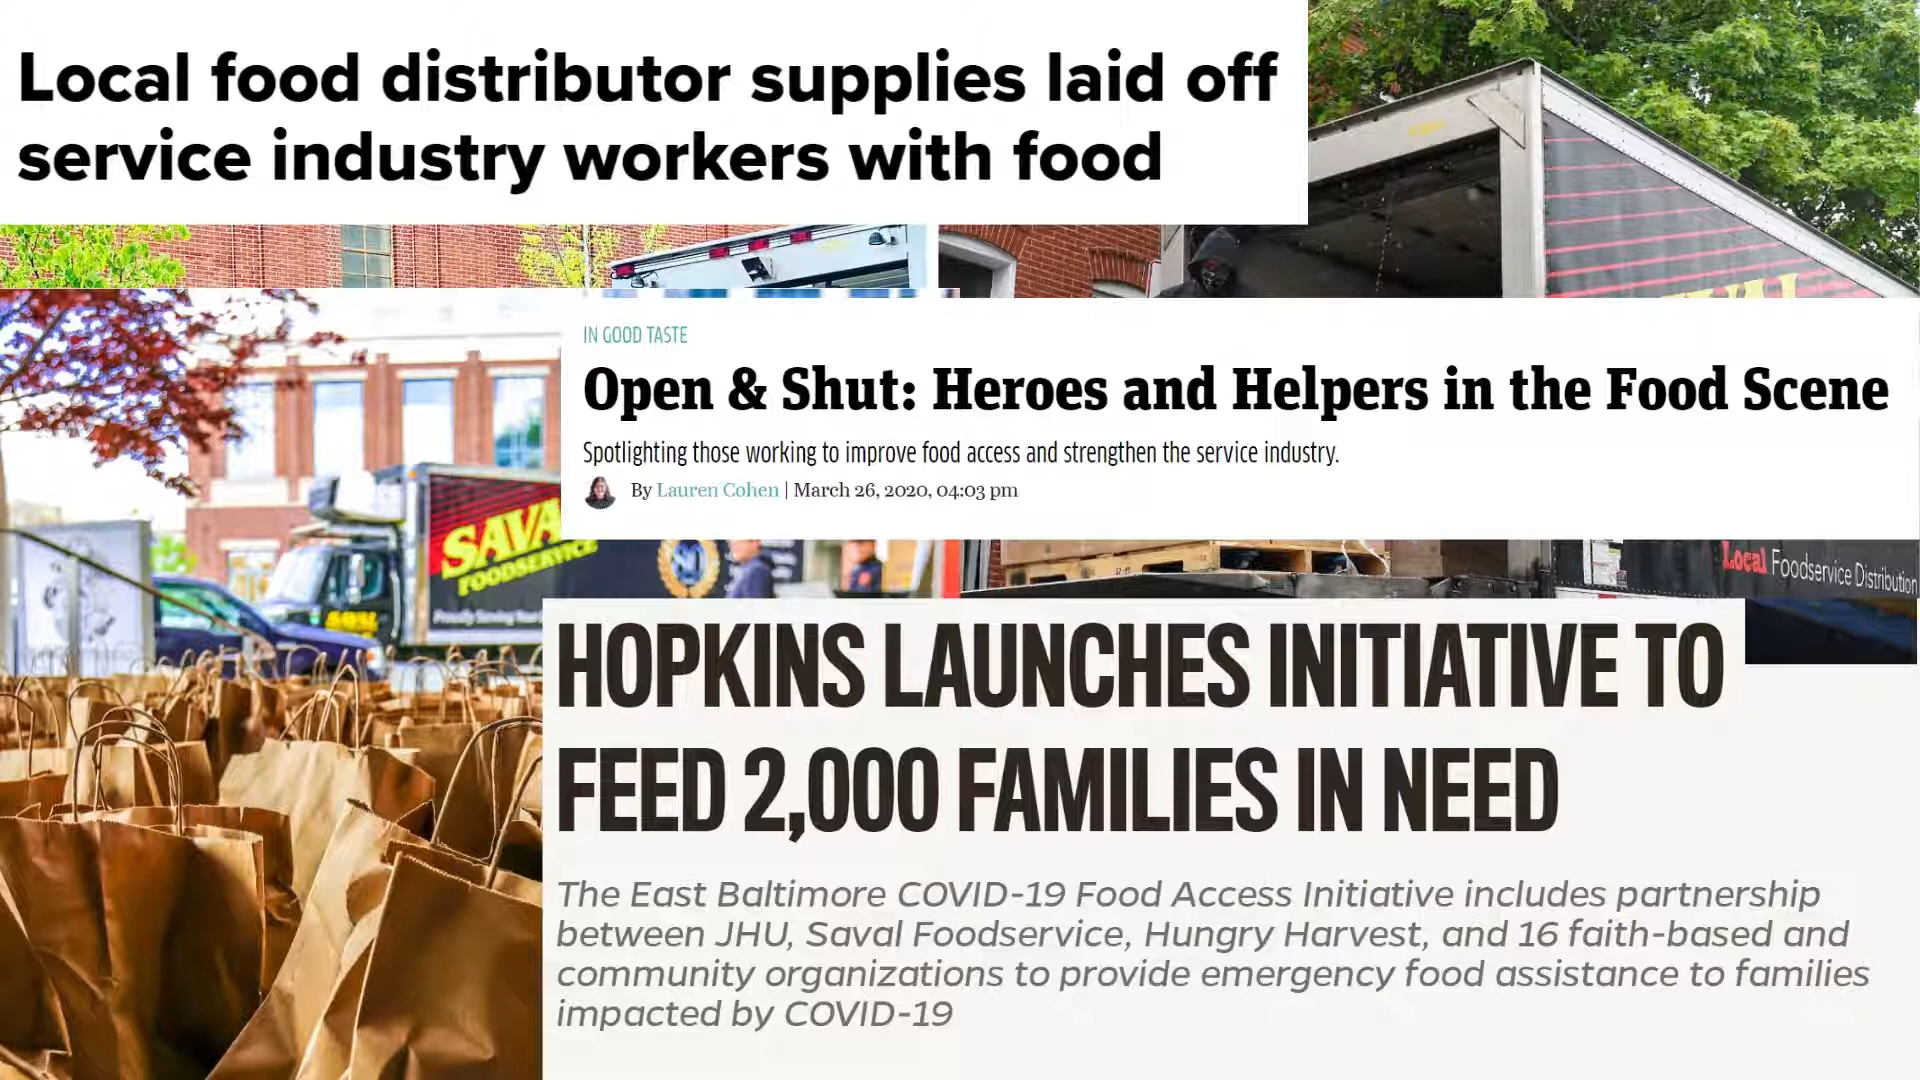 Local food distributor supplies laid off
service industry workers with food
IN GOOD TASTE
Open & Shut: Heroes and Helpers in the Food Scene
Spotlighting those working to improve food access and strengthen the service industry.
By Lauren Cohen | March 26, 2020, 04:03 pm
SAVA
FOODSERVICE
Proudly Serving
Local Foodservice Distribution
HOPKINS LAUNCHES INITIATIVE TO
FEED 2,000 FAMILIES IN NEED
The East Baltimore COVID-19 Food Access Initiative includes partnership
between JHU, Saval Foodservice, Hungry Harvest, and 16 faith-based and
community organizations to provide emergency food assistance to families
impacted by COVID-19